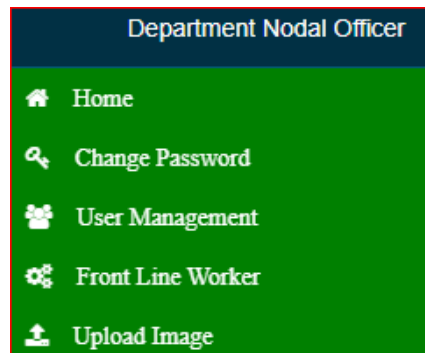 Department Nodal Officer
Home
Change Password
User Management
Front Line Worker
Upload Image